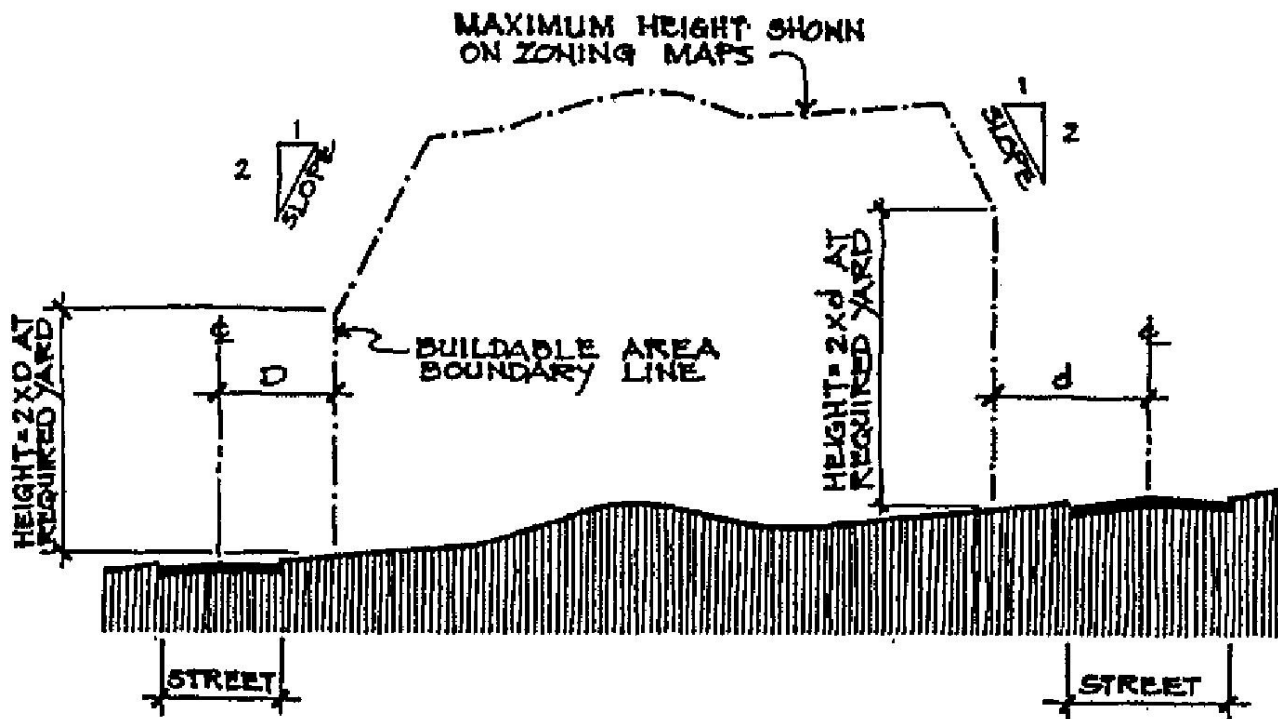 MAXIMUM HEIGHT SHOWN
ON ZONING MAPS
1
2
SLOPE
1
2
SLOPE
HEIGHT = 2 X D AT
REQUIRED YARD
℄
D
BUILDABLE AREA
BOUNDARY LINE
HEIGHT = 2 X d AT
REQUIRED YARD
℄
d
STREET
STREET